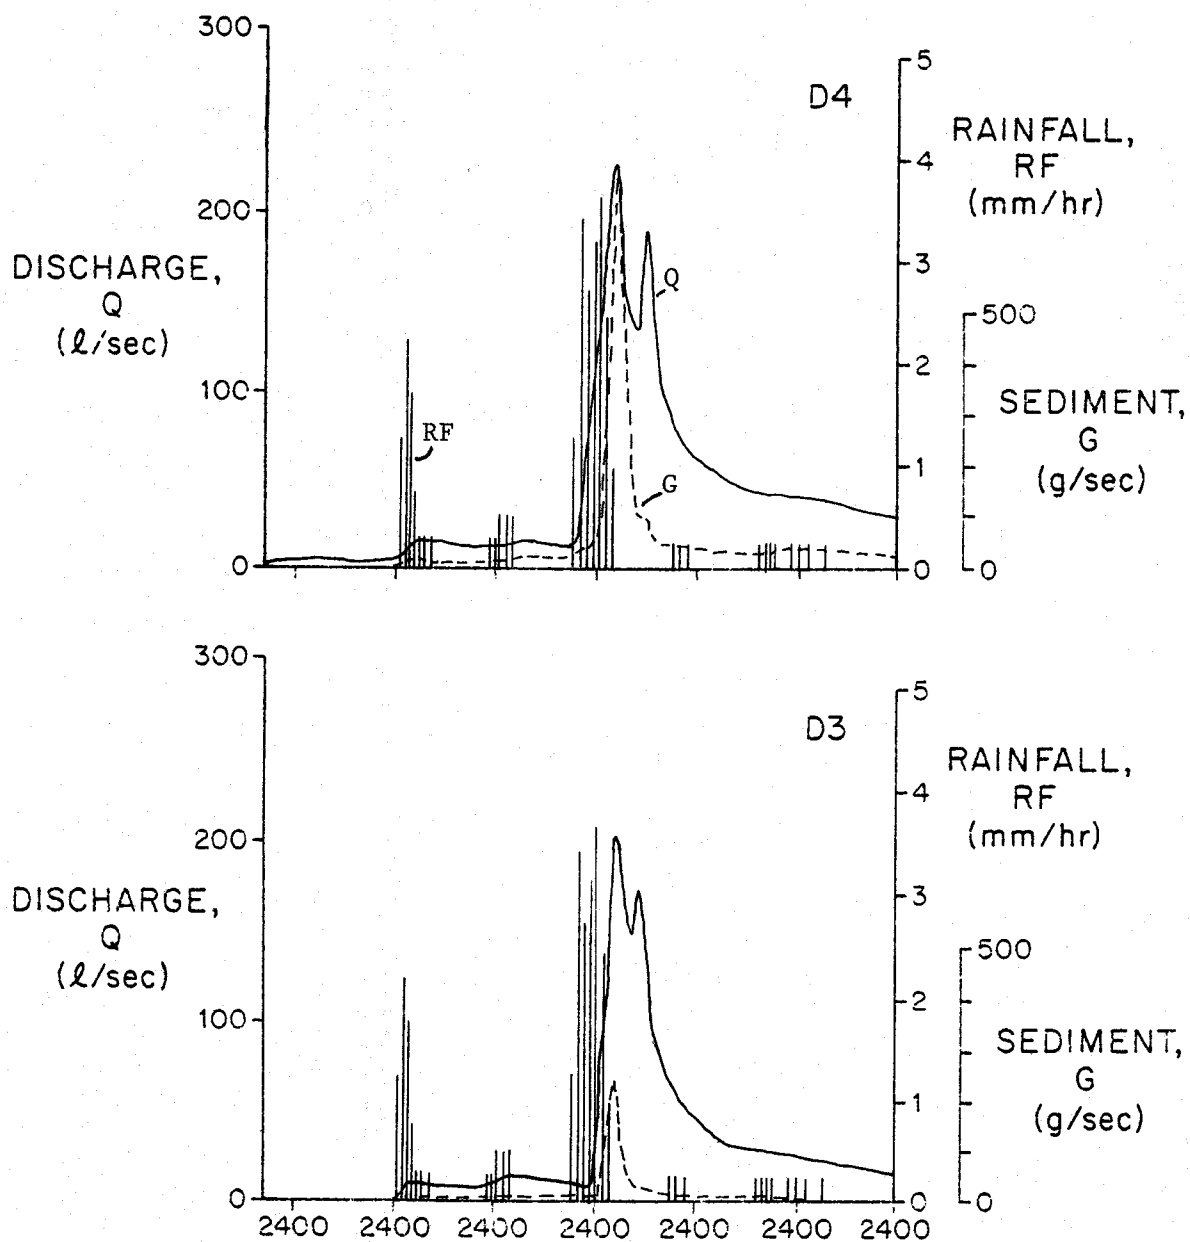 300
200
100
0
DISCHARGE,
Q
(ℓ/sec)
D4
RF
Q
G
5
4
3
2
1
0
RAINFALL,
RF
(mm/hr)
500
0
SEDIMENT,
G
(g/sec)
300
200
100
0
DISCHARGE,
Q
(ℓ/sec)
D3
5
4
3
2
1
0
RAINFALL,
RF
(mm/hr)
500
0
SEDIMENT,
G
(g/sec)
2400 2400 2400 2400 2400 2400 2400